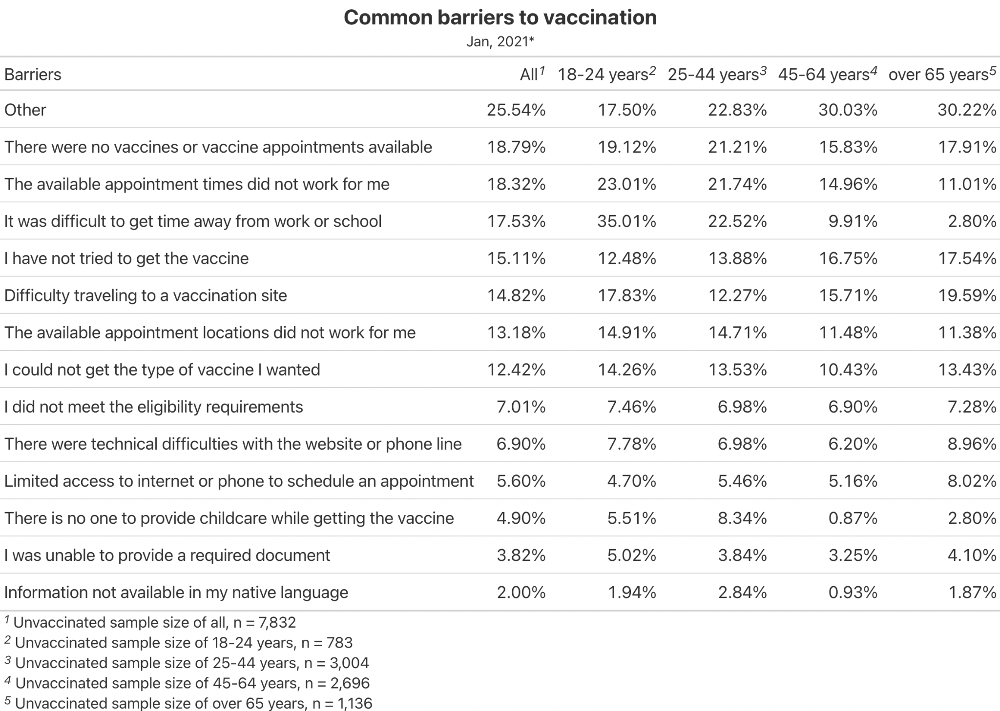 Common barriers to vaccination
Jan, 2021*
Barriers All1 18-24 years2 25-44 years3 45-64 years4 over 65 years5
Other 25.54% 17.50% 22.83% 30.03% 30.22%
There were no vaccines or vaccine appointments available 18.79% 19.12% 21.21% 15.83% 17.91%
The available appointment times did not work for me 18.32% 23.01% 21.74% 14.96% 11.01%
It was difficult to get time away from work or school 17.53% 35.01% 22.52% 9.91% 2.80%
I have not tried to get the vaccine 15.11% 12.48% 13.88% 16.75% 17.54%
Difficulty traveling to a vaccination site 14.82% 17.83% 12.27% 15.71% 19.59%
The available appointment locations did not work for me 13.18% 14.91% 14.71% 11.48% 11.38%
I could not get the type of vaccine I wanted 12.42% 14.26% 13.53% 10.43% 13.43%
I did not meet the eligibility requirements 7.01% 7.46% 6.98% 6.90% 7.28%
There were technical difficulties with the website or phone line 6.90% 7.78% 6.98% 6.20% 8.96%
Limited access to internet or phone to schedule an appointment 5.60% 4.70% 5.46% 5.16% 8.02%
There is no one to provide childcare while getting the vaccine 4.90% 5.51% 8.34% 0.87% 2.80%
I was unable to provide a required document 3.82% 5.02% 3.84% 3.25% 4.10%
Information not available in my native language 2.00% 1.94% 2.84% 0.93% 1.87%
1 Unvaccinated sample size of all, n = 7,832
2 Unvaccinated sample size of 18-24 years, n = 783
3 Unvaccinated sample size of 25-44 years, n = 3,004
4 Unvaccinated sample size of 45-64 years, n = 2,696
5 Unvaccinated sample size of over 65 years, n = 1,136